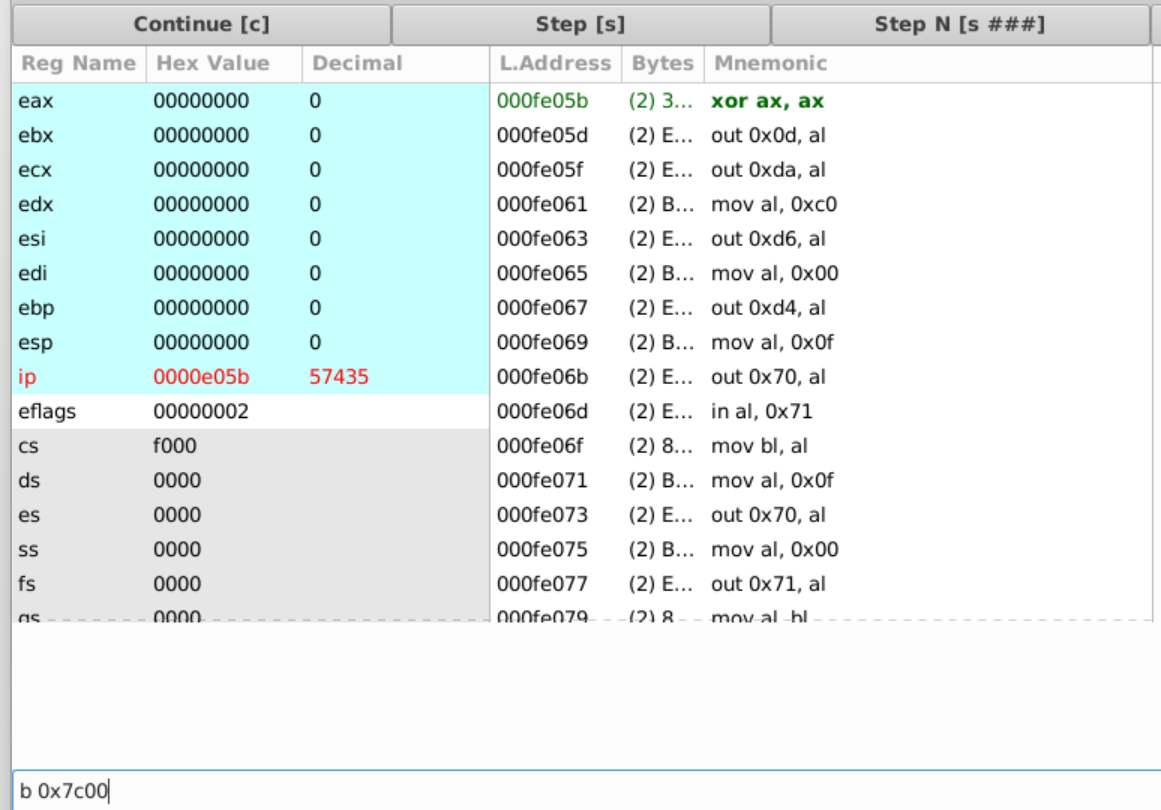 Continue [c] Step [s] Step N [s ###]
Reg Name Hex Value Decimal L.Address Bytes Mnemonic
eax 00000000 0 000fe05b (2) 3... xor ax, ax
ebx 00000000 0 000fe05d (2) E... out 0x0d, al
ecx 00000000 0 000fe05f (2) E... out 0xda, al
edx 00000000 0 000fe061 (2) B... mov al, 0xc0
esi 00000000 0 000fe063 (2) E... out 0xd6, al
edi 00000000 0 000fe065 (2) B... mov al, 0x00
ebp 00000000 0 000fe067 (2) E... out 0xd4, al
esp 00000000 0 000fe069 (2) B... mov al, 0x0f
ip 0000e05b 57435 000fe06b (2) E... out 0x70, al
eflags 00000002 000fe06d (2) E... in al, 0x71
cs f000 000fe06f (2) 8... mov bl, al
ds 0000 000fe071 (2) B... mov al, 0x0f
es 0000 000fe073 (2) E... out 0x70, al
ss 0000 000fe075 (2) B... mov al, 0x00
fs 0000 000fe077 (2) E... out 0x71, al
gs 0000 000fe079 (2) 8 mov al, bl
b 0x7c00